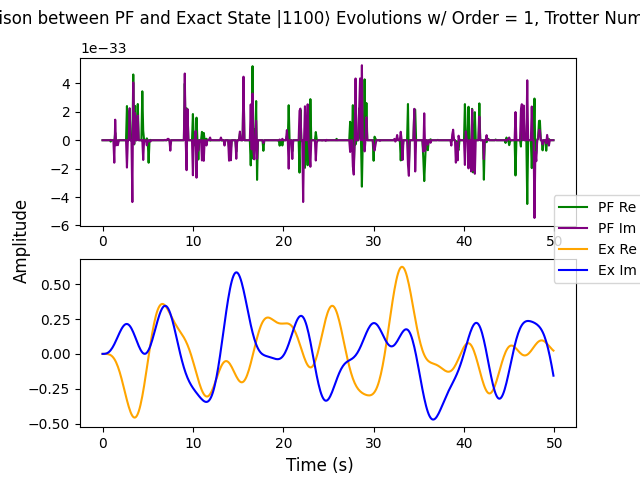 ison between PF and Exact State |1100⟩ Evolutions w/ Order = 1, Trotter Num
1e−33
4
2
0
−2
−4
−6
0 10 20 30 40 50
PF Re
PF Im
Ex Re
Ex Im
Amplitude
0.50
0.25
0.00
−0.25
−0.50
0 10 20 30 40 50
Time (s)